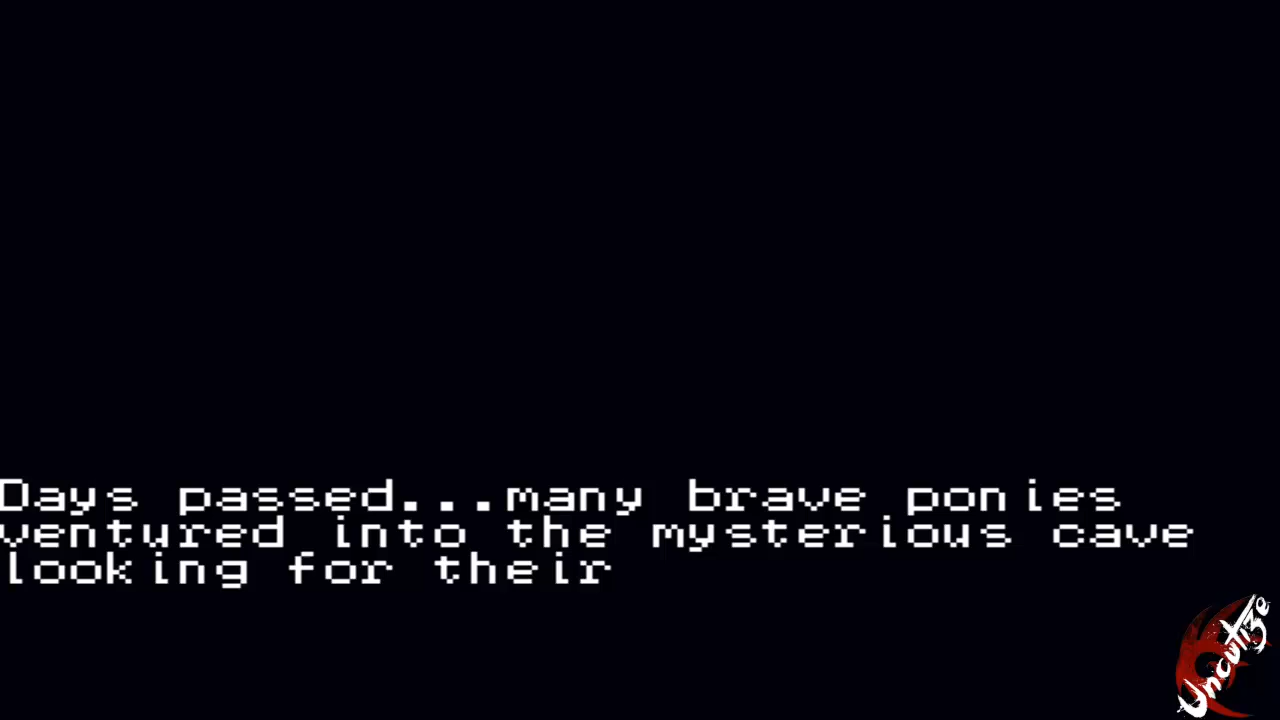 Days passed...many brave ponies
ventured into the mysterious cave
looking for their
Uncutize